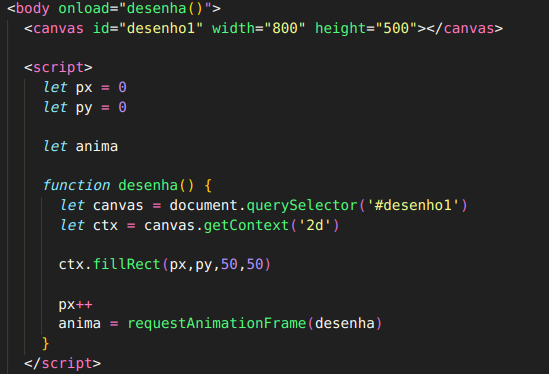 <body onload="desenha()">
<canvas id="desenho1" width="800" height="500"></canvas>
<script>
let px = 0
let py = 0
let anima
function desenha() {
let canvas = document.querySelector('#desenho1')
let ctx = canvas.getContext('2d')
ctx.fillRect(px,py,50,50)
px++
anima = requestAnimationFrame(desenha)
}
</script>